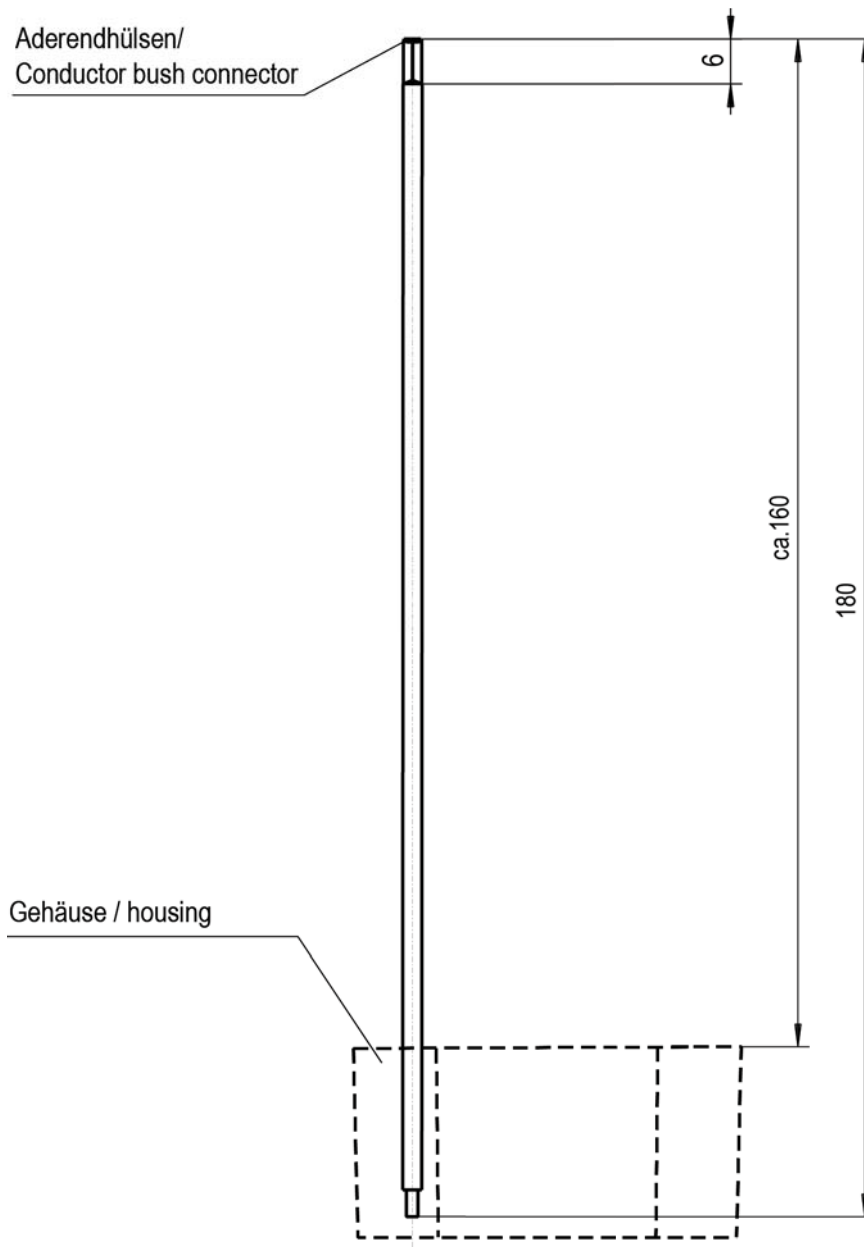 Aderendhülsen/
Conductor bush connector
6
ca.160
180
Gehäuse / housing